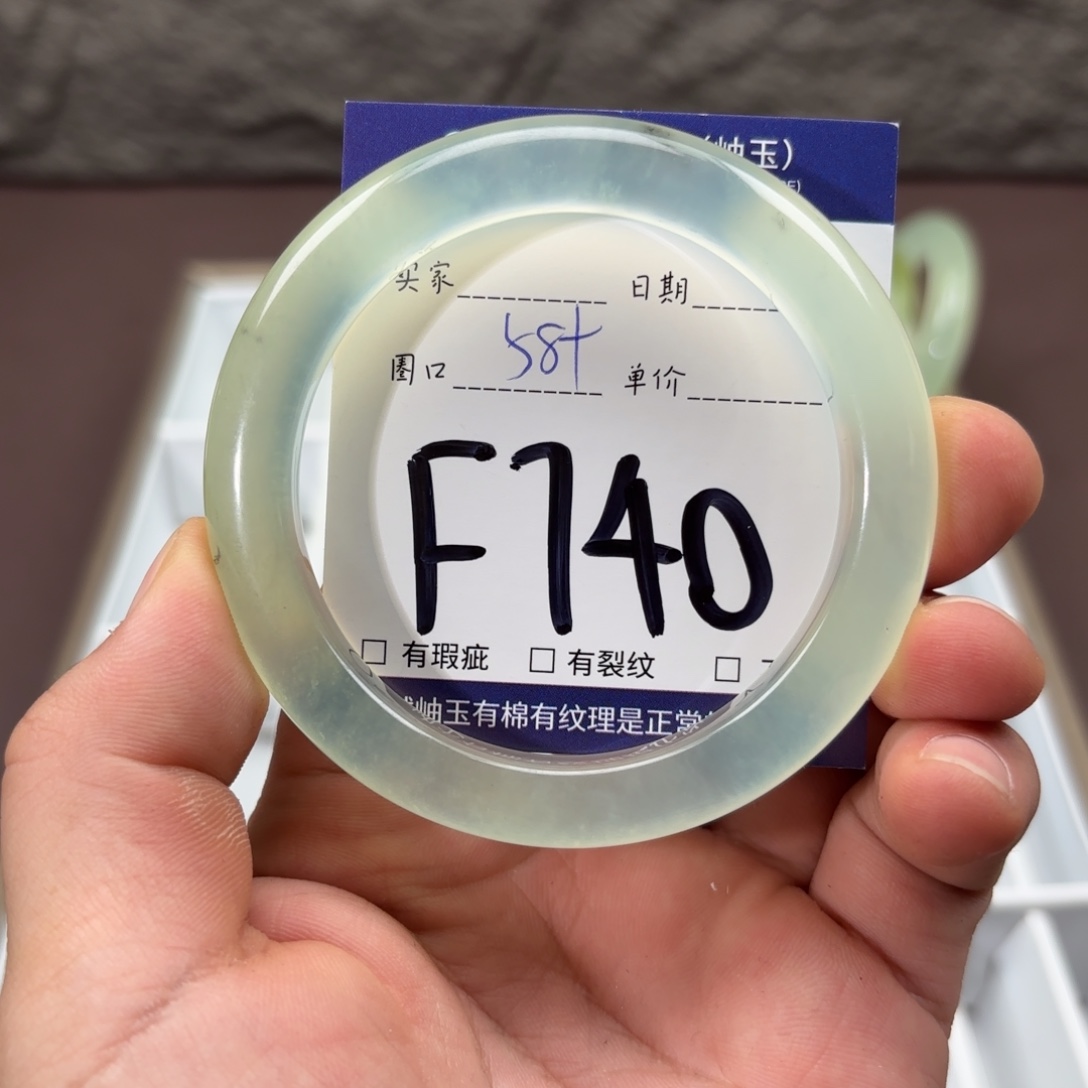 岫玉）
买家 日期
圈口 58+ 单价
F740
□ 有瑕疵 □ 有裂纹 □
岫玉有棉有纹理是正常